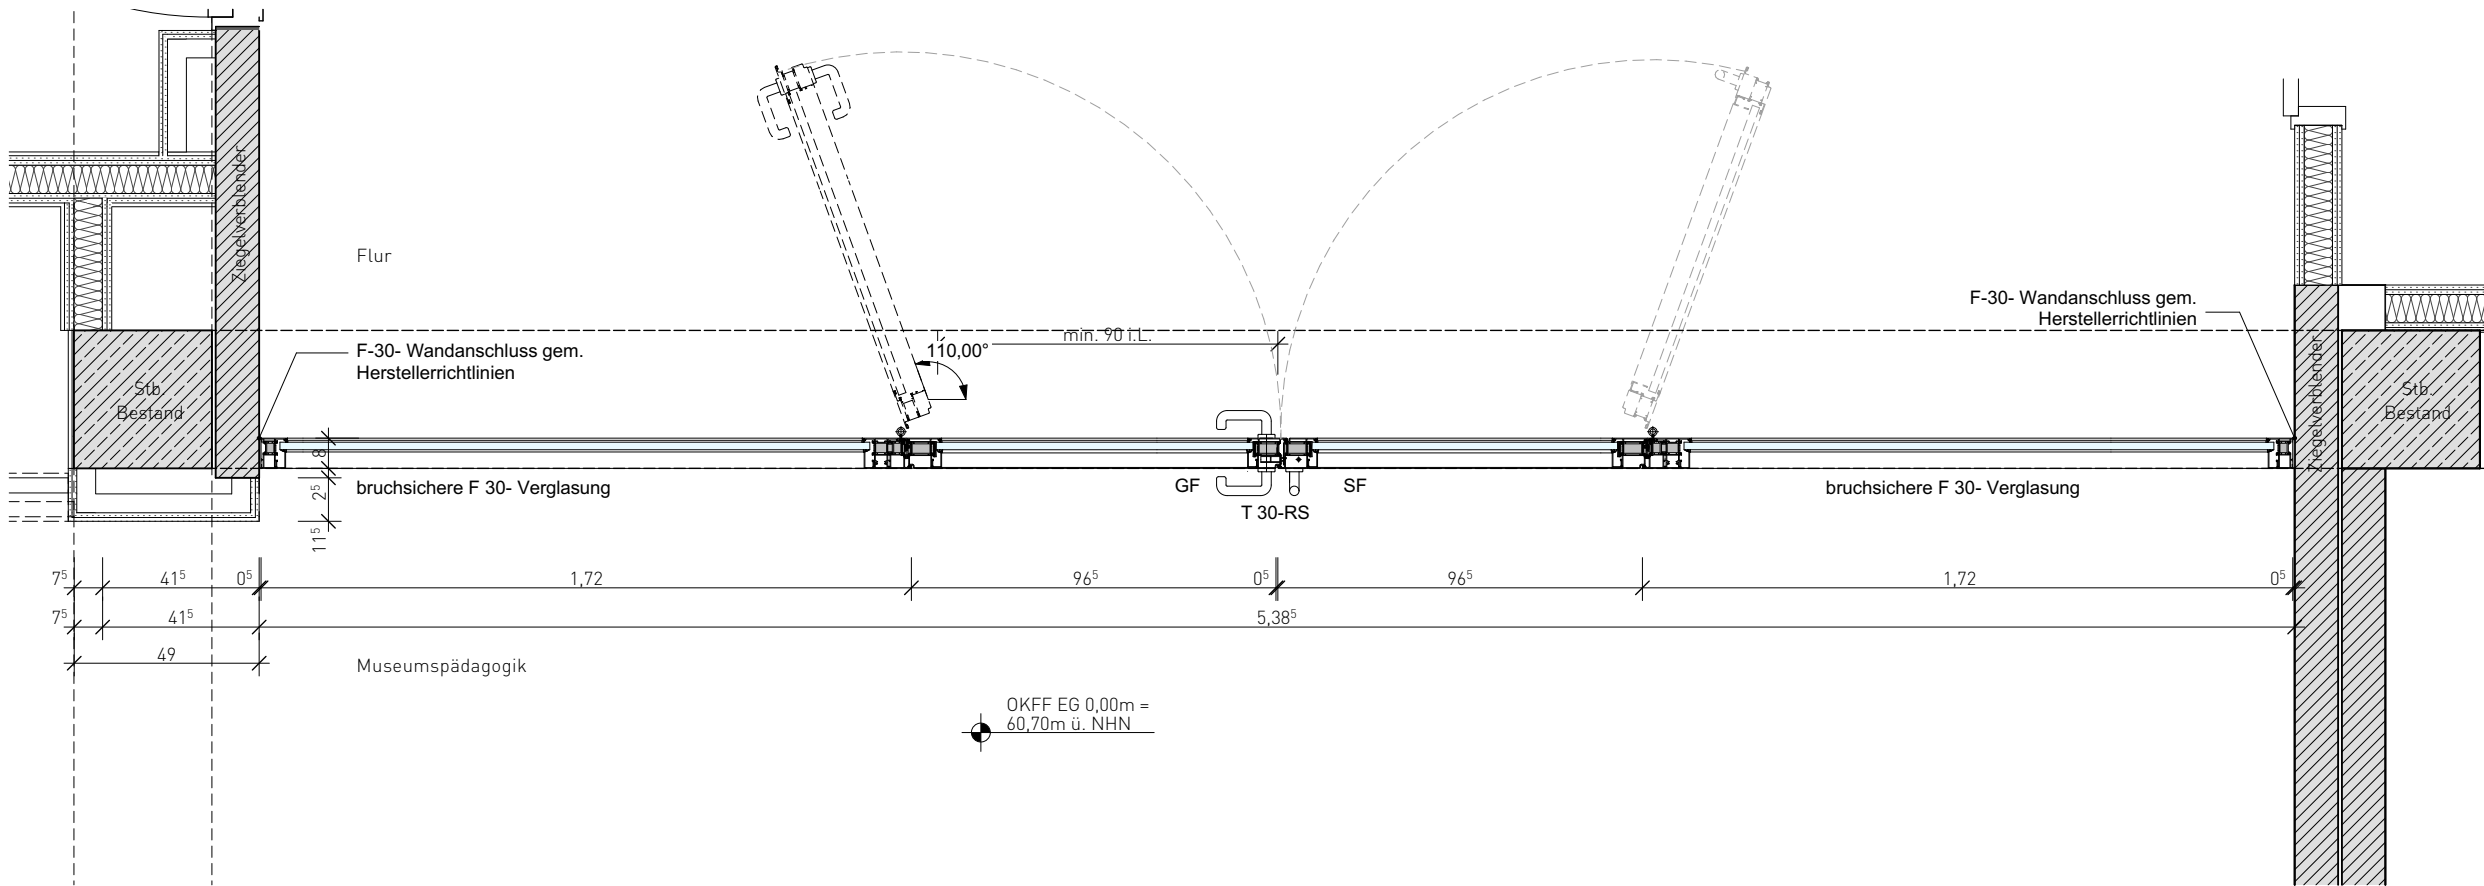 Ziegelverblender
Flur
F-30- Wandanschluss gem.
Herstellerrichtlinien
min. 90 i.L.
110,00°
F-30- Wandanschluss gem.
Herstellerrichtlinien
Stb.
Bestand
Ziegelverblender
Stb.
Bestand
8
2⁵
11⁵
bruchsichere F 30- Verglasung
GF
SF
T 30-RS
bruchsichere F 30- Verglasung
7⁵
41⁵
0⁵
1,72
96⁵
0⁵
96⁵
1,72
0⁵
7⁵
41⁵
5,38⁵
49
Museumspädagogik
OKFF EG 0,00m =
60,70m ü. NHN